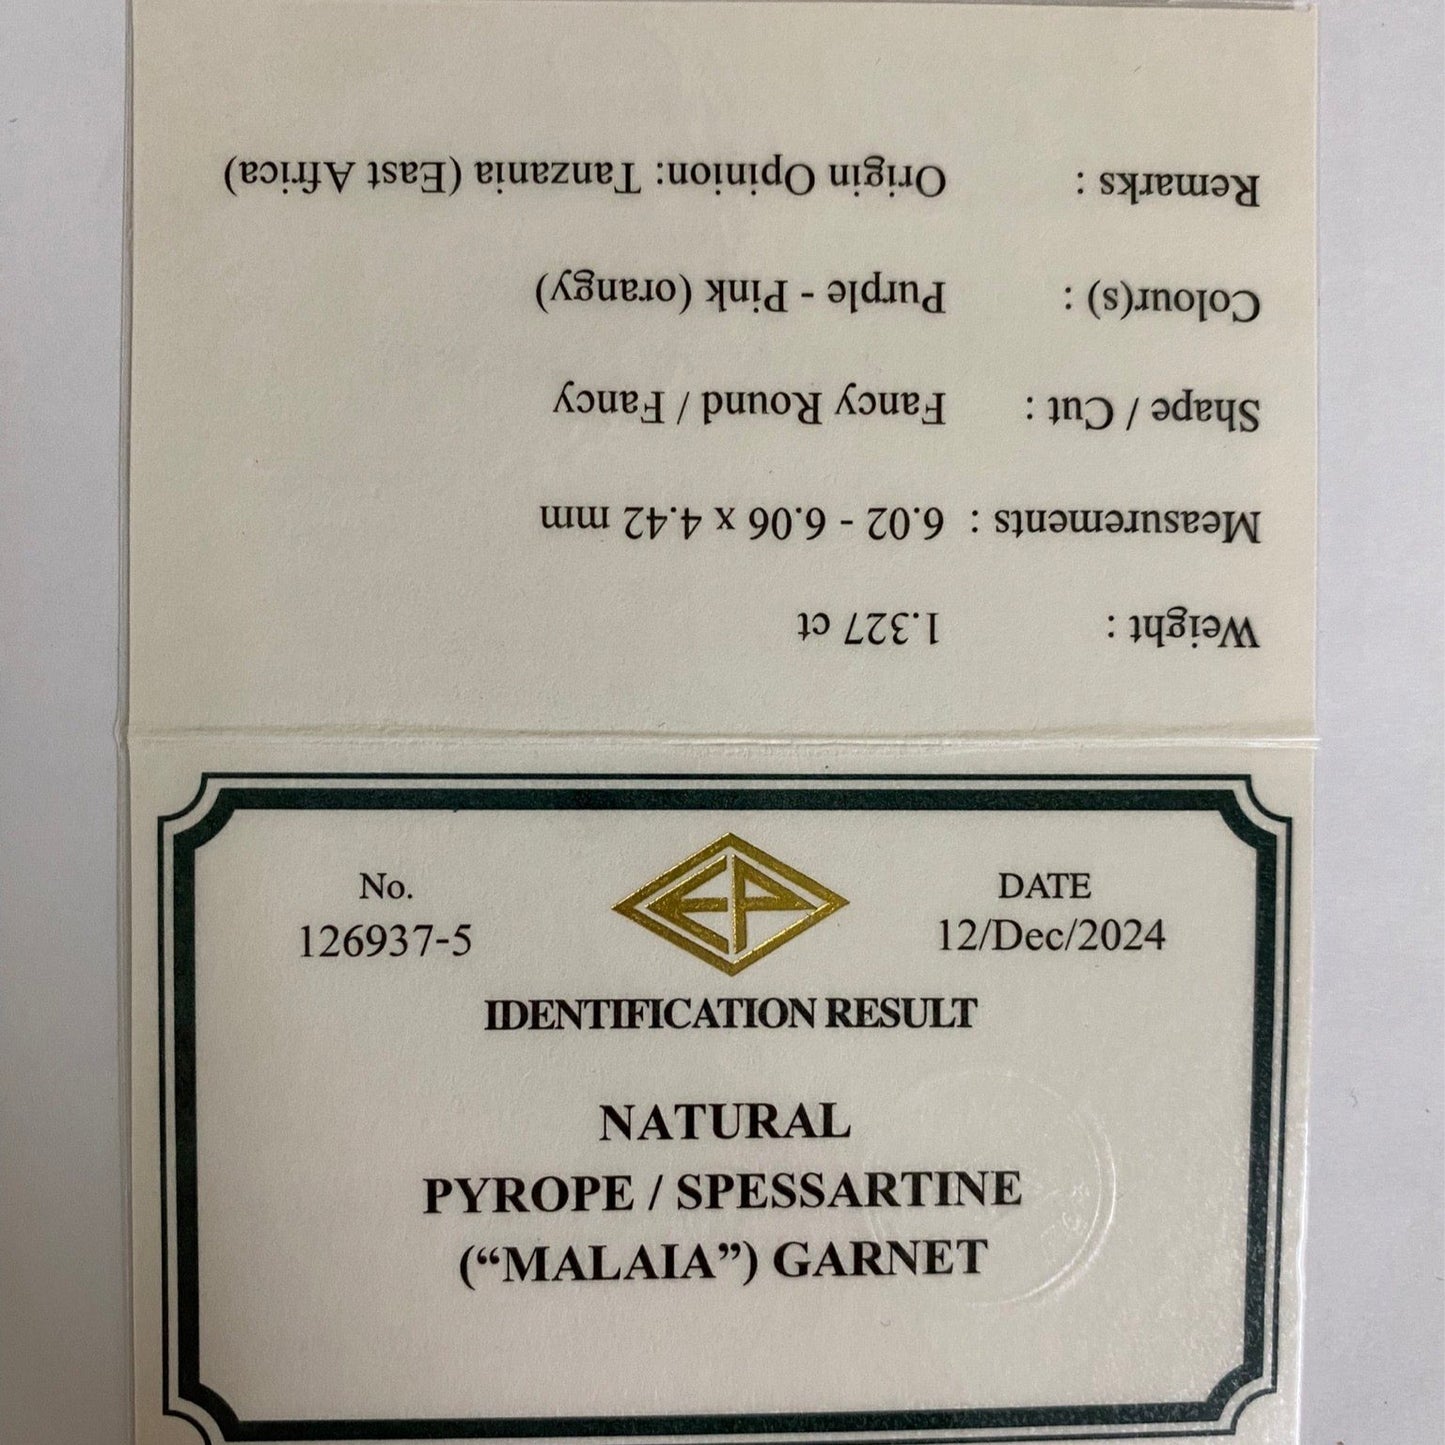 No.
126937-5
EP
DATE
12/Dec/2024
IDENTIFICATION RESULT
NATURAL
PYROPE / SPESSARTINE
(“MALAIA”) GARNET
Weight : 1.327 ct
Measurements : 6.02 - 6.06 x 4.42 mm
Shape / Cut : Fancy Round / Fancy
Colour(s) : Purple - Pink (orangy)
Remarks : Origin Opinion: Tanzania (East Africa)